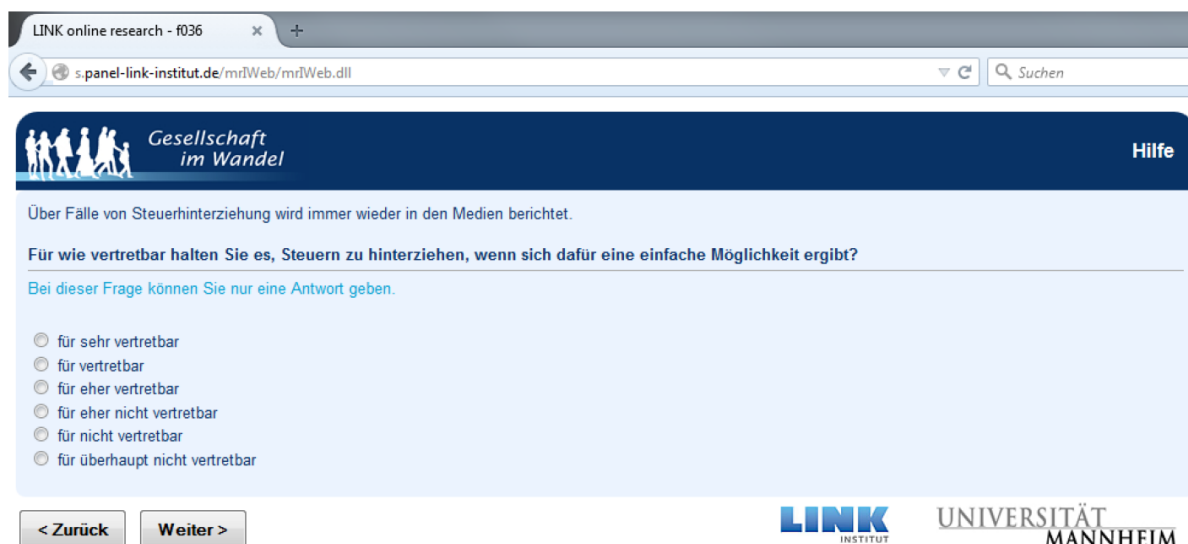 LINK online research - f036
s.panel-link-institut.de/mrIWeb/mrIWeb.dll
Suchen
Gesellschaft
im Wandel
Hilfe
Über Fälle von Steuerhinterziehung wird immer wieder in den Medien berichtet.
Für wie vertretbar halten Sie es, Steuern zu hinterziehen, wenn sich dafür eine einfache Möglichkeit ergibt?
Bei dieser Frage können Sie nur eine Antwort geben.
für sehr vertretbar
für vertretbar
für eher vertretbar
für eher nicht vertretbar
für nicht vertretbar
für überhaupt nicht vertretbar
< Zurück
Weiter >
LINK
INSTITUT
UNIVERSITÄT
MANNHEIM